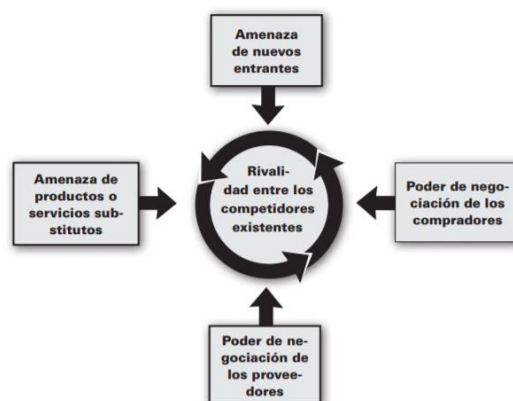 Amenaza
de nuevos
entrantes
Amenaza de
productos o
servicios sub-
stitutos
Rivali-
dad entre los
competidores
existentes
Poder de nego-
ciación de los
compradores
Poder de ne-
gociación de
los provee-
dores